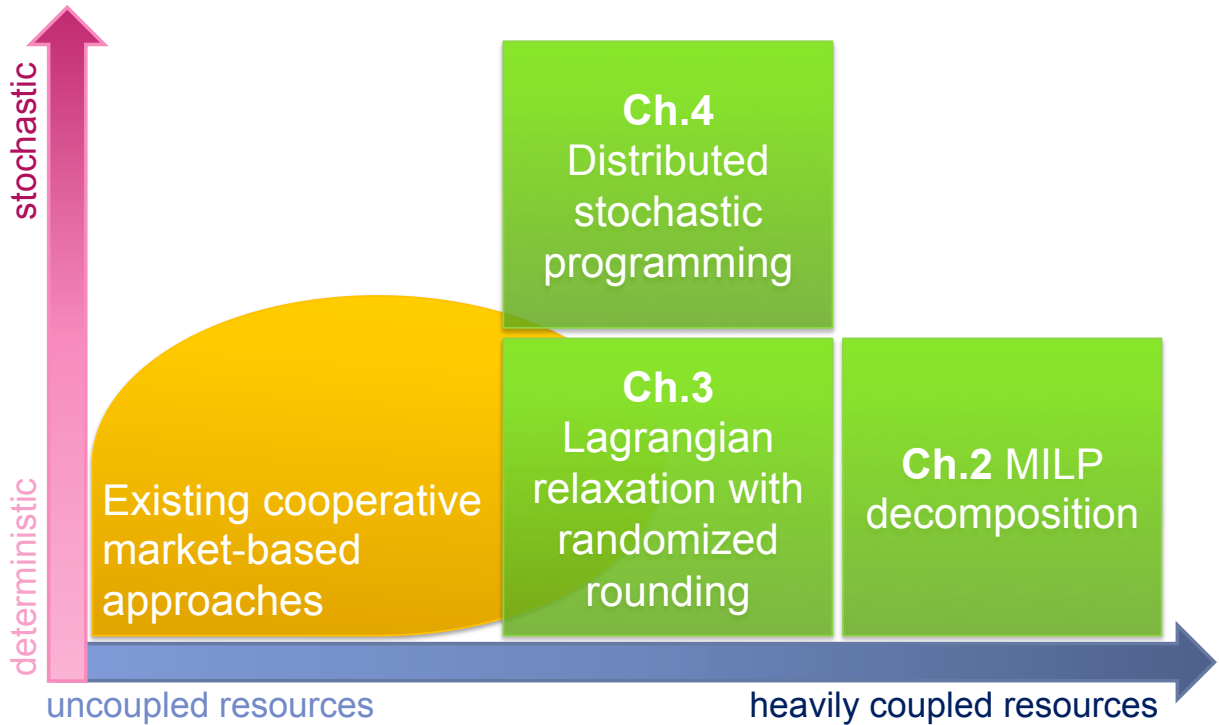 stochastic
deterministic
Ch.4
Distributed
stochastic
programming
Existing cooperative
market-based
approaches
Ch.3
Lagrangian
relaxation with
randomized
rounding
Ch.2 MILP
decomposition
uncoupled resources
heavily coupled resources